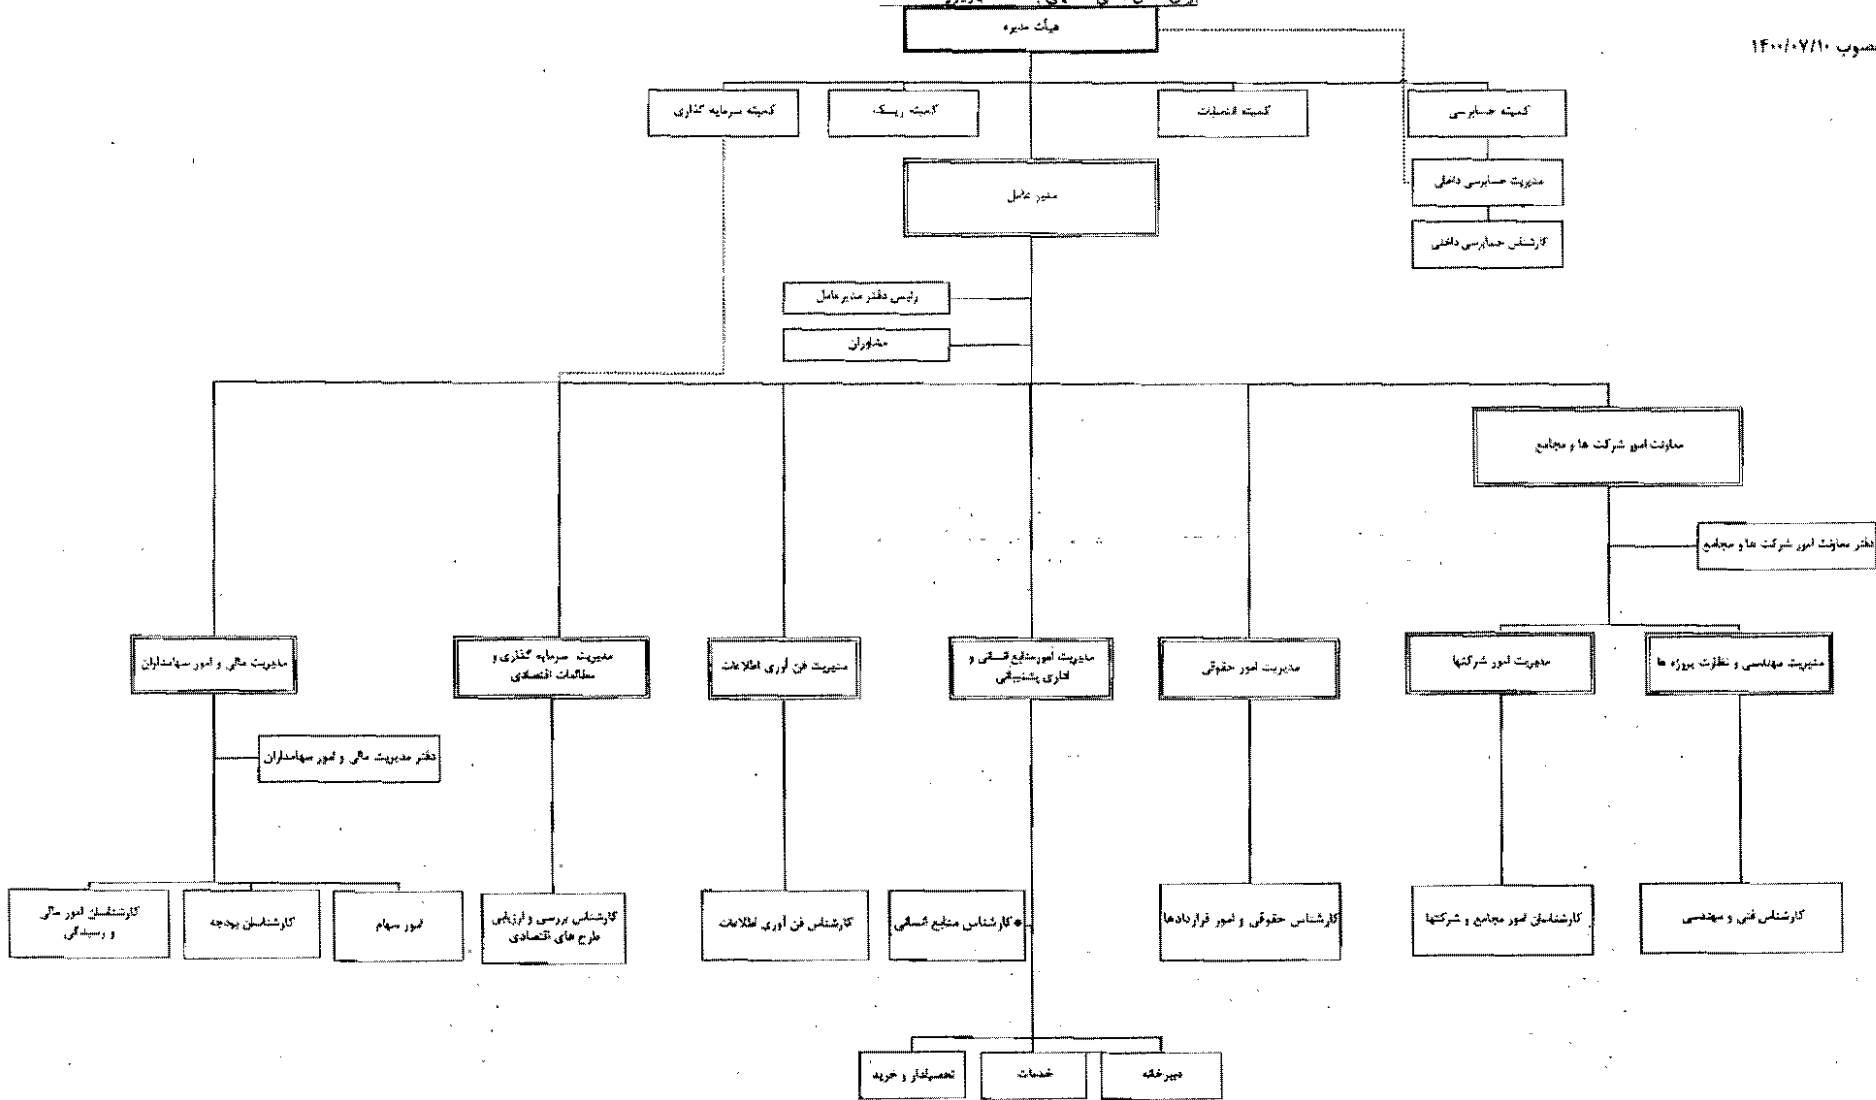 هیأت مدیره
مصوب ۱۴۰۰/۰۷/۱۰
کمیته حسابرسی
کمیته انتصابات
کمیته ریسک
کمیته سرمایه گذاری
مدیریت حسابرسی داخلی
مدیر عامل
کارشناس حسابرسی داخلی
رئیس دفتر مدیرعامل
مشاوران
معاونت امور شرکت ها و مجامع
دفتر معاونت امور شرکت ها و مجامع
مدیریت مهندسی و نظارت پروژه ها
مدیریت امور شرکتها
مدیریت امور حقوقی
مدیریت امورمنابع انسانی و
اداری پشتیبانی
مدیریت فن آوری اطلاعات
مدیریت سرمایه گذاری و
مطالعات اقتصادی
مدیریت مالی و امور سهامداران
دفتر مدیریت مالی و امور سهامداران
کارشناس فنی و مهندسی
کارشناسان امور مجامع و شرکتها
کارشناس حقوقی و امور قراردادها
* کارشناس منابع انسانی
کارشناس فن آوری اطلاعات
کارشناس بررسی و ارزیابی
طرح های اقتصادی
امور سهام
کارشناسان بودجه
کارشناسان امور مالی
و رسیدگی
دبیرخانه
خدمات
تحصیلدار و خرید